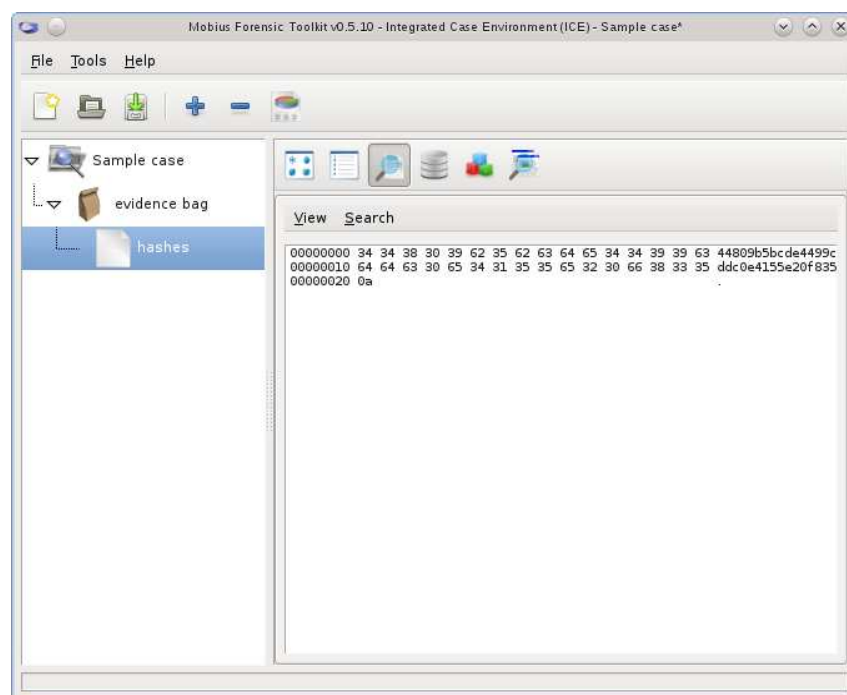 Mobius Forensic Toolkit v0.5.10 - Integrated Case Environment (ICE) - Sample case*
File Tools Help
Sample case
evidence bag
hashes
View Search
00000000 34 34 38 30 39 62 35 62 63 64 65 34 34 39 39 63 44809b5bcde4499c
00000010 64 64 63 30 65 34 31 35 35 65 32 30 66 38 33 35 ddc0e4155e20f835
00000020 0a .